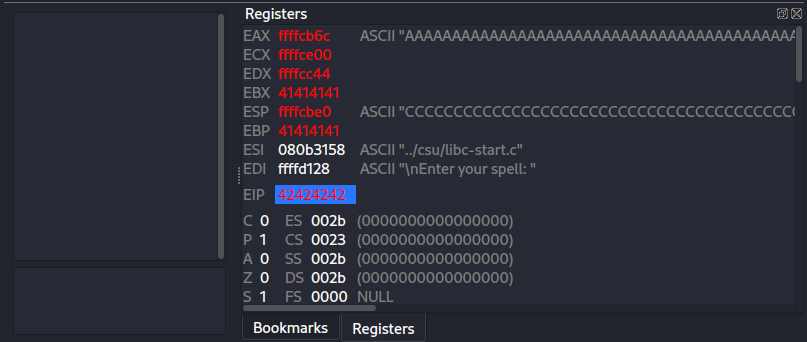 Registers
EAX ffffcb6c ASCII "AAAAAAAAAAAAAAAAAAAAAAAAAAAAAAAAAAAAAAAAA
ECX ffffce00
EDX ffffcc44
EBX 41414141
ESP ffffcbe0 ASCII "CCCCCCCCCCCCCCCCCCCCCCCCCCCCCCCCCCCCCCCC
EBP 41414141
ESI 080b3158 ASCII "../csu/libc-start.c"
EDI ffffd128 ASCII "\nEnter your spell: "
EIP 42424242
C 0 ES 002b (0000000000000000)
P 1 CS 0023 (0000000000000000)
A 0 SS 002b (0000000000000000)
Z 0 DS 002b (0000000000000000)
S 1 FS 0000 NULL
Bookmarks Registers